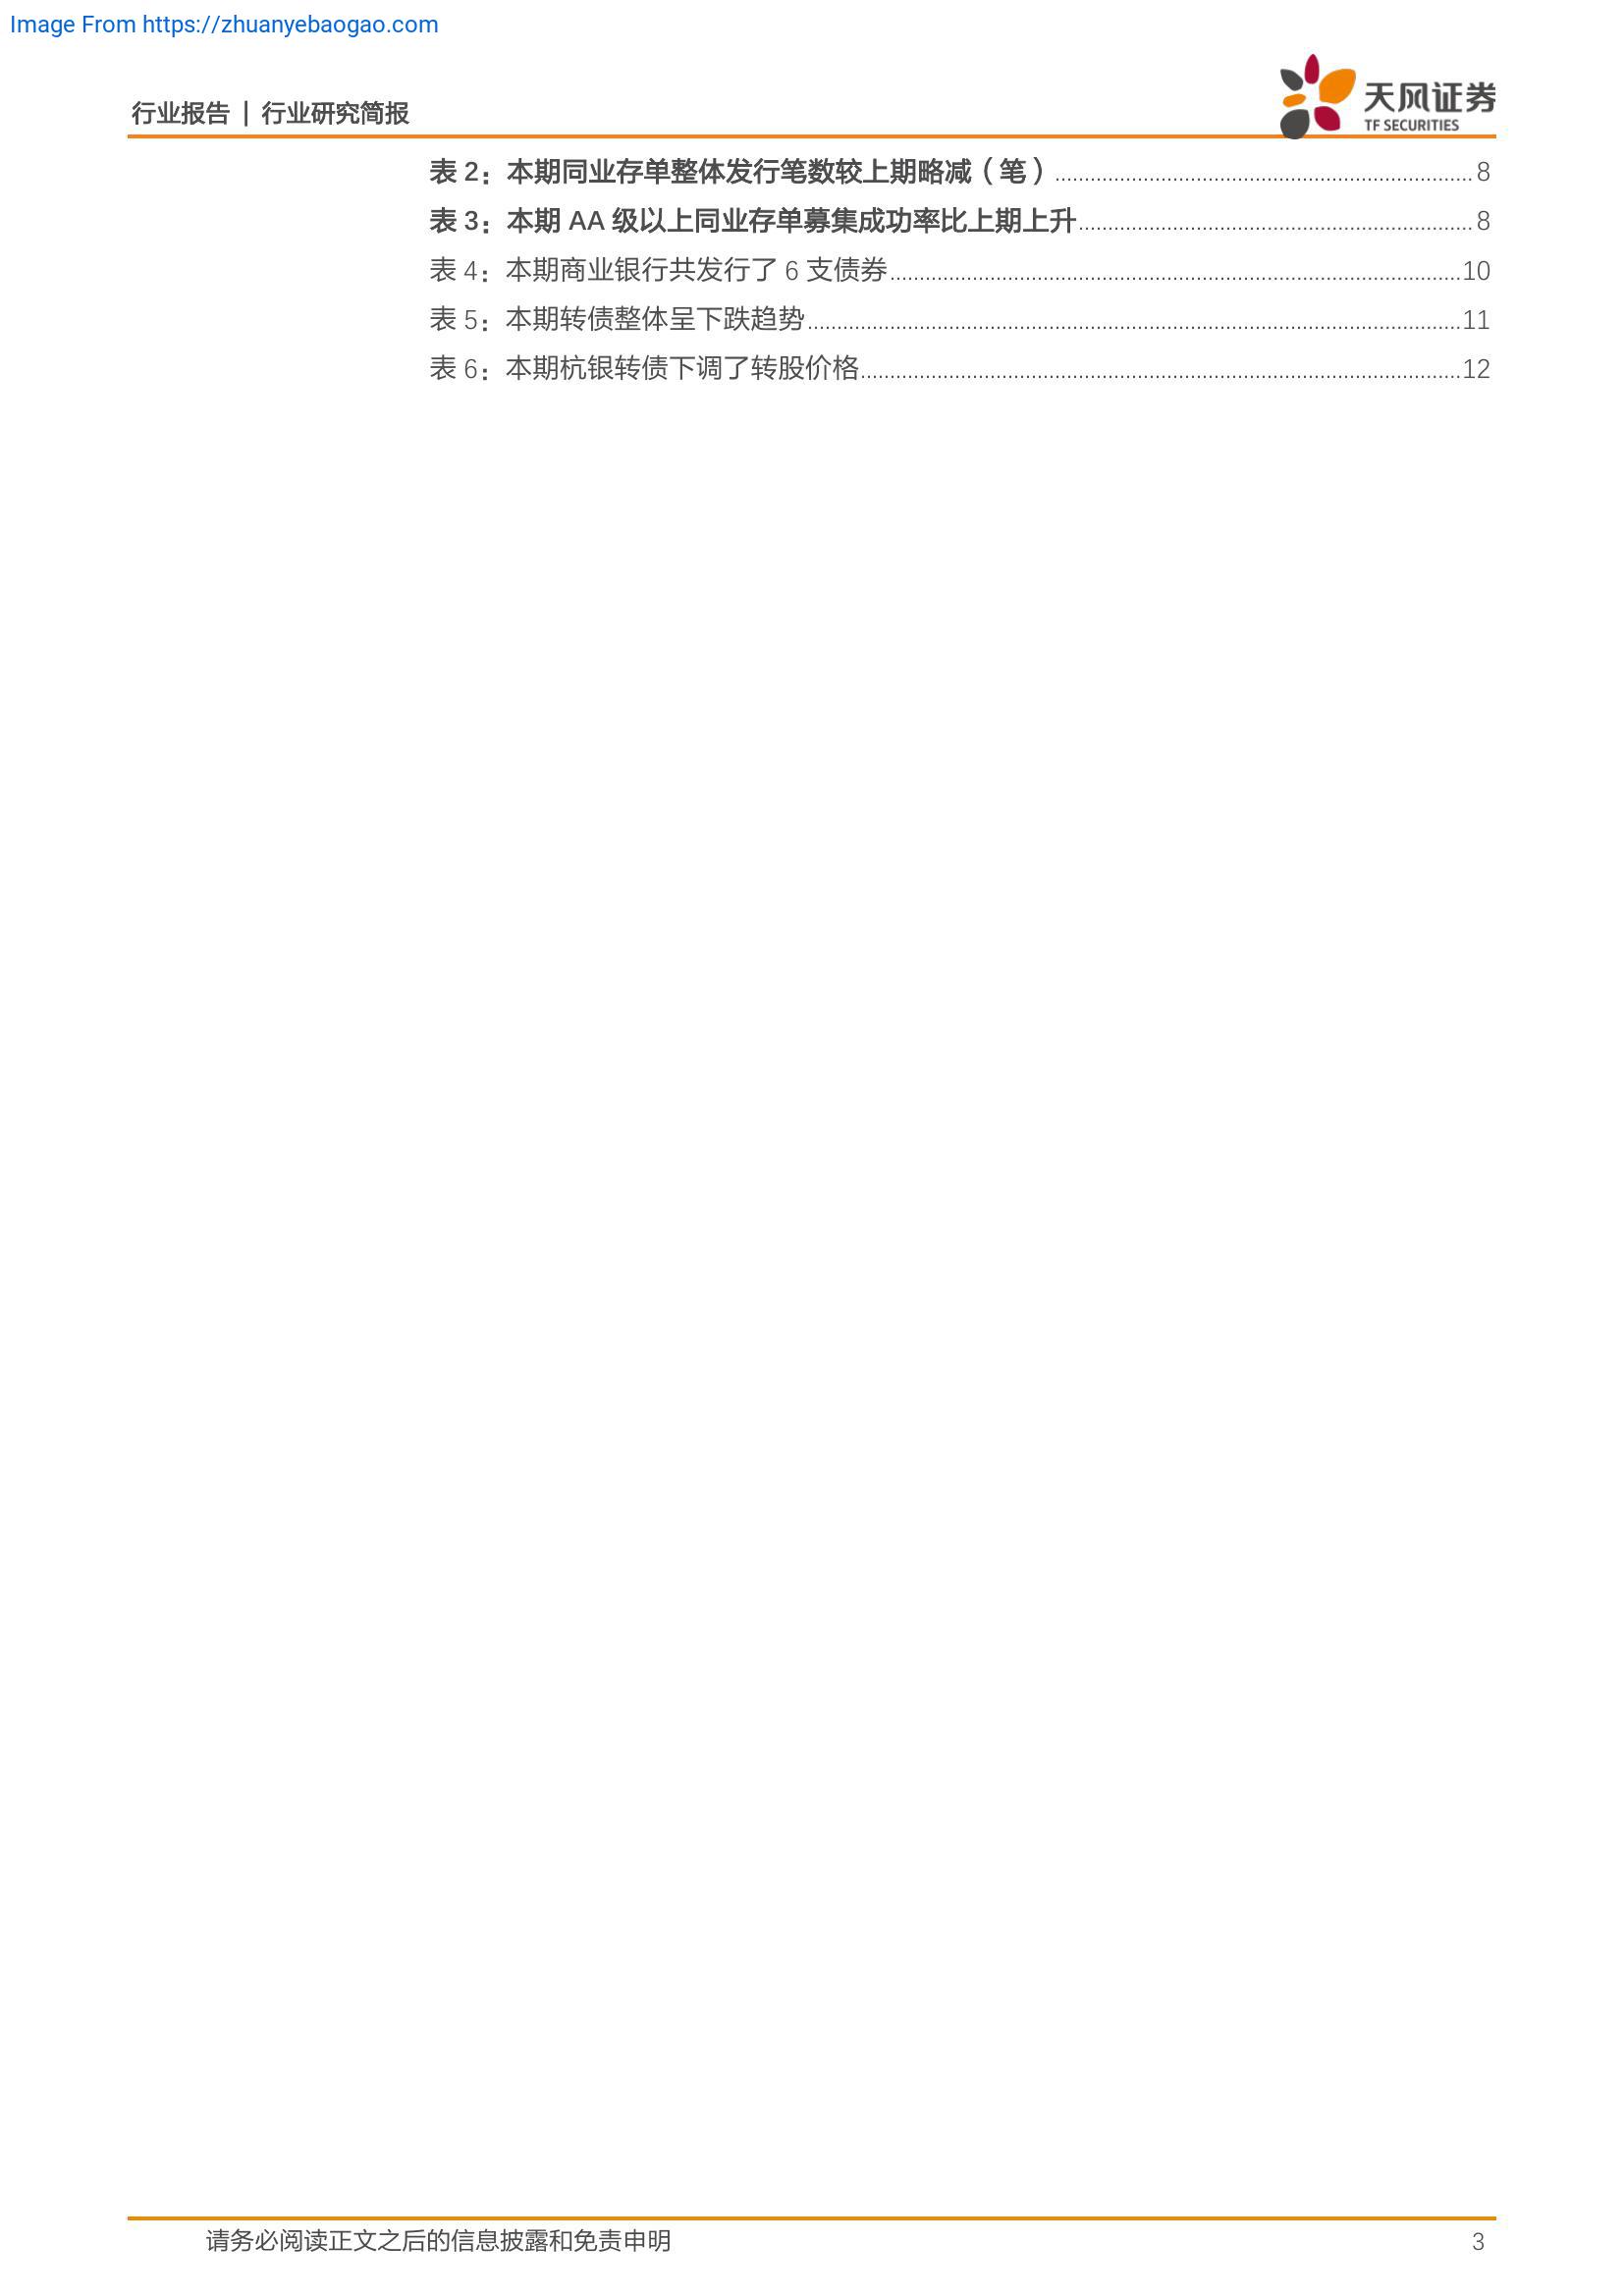 Image From https://zhuanyebaogao.com
行业报告 | 行业研究简报
天风证券
TF SECURITIES
表 2：本期同业存单整体发行笔数较上期略减（笔）........................................ 8
表 3：本期 AA 级以上同业存单募集成功率比上期上升........................................ 8
表 4：本期商业银行共发行了 6 支债券........................................10
表 5：本期转债整体呈下跌趋势........................................11
表 6：本期杭银转债下调了转股价格........................................12
请务必阅读正文之后的信息披露和免责申明 3